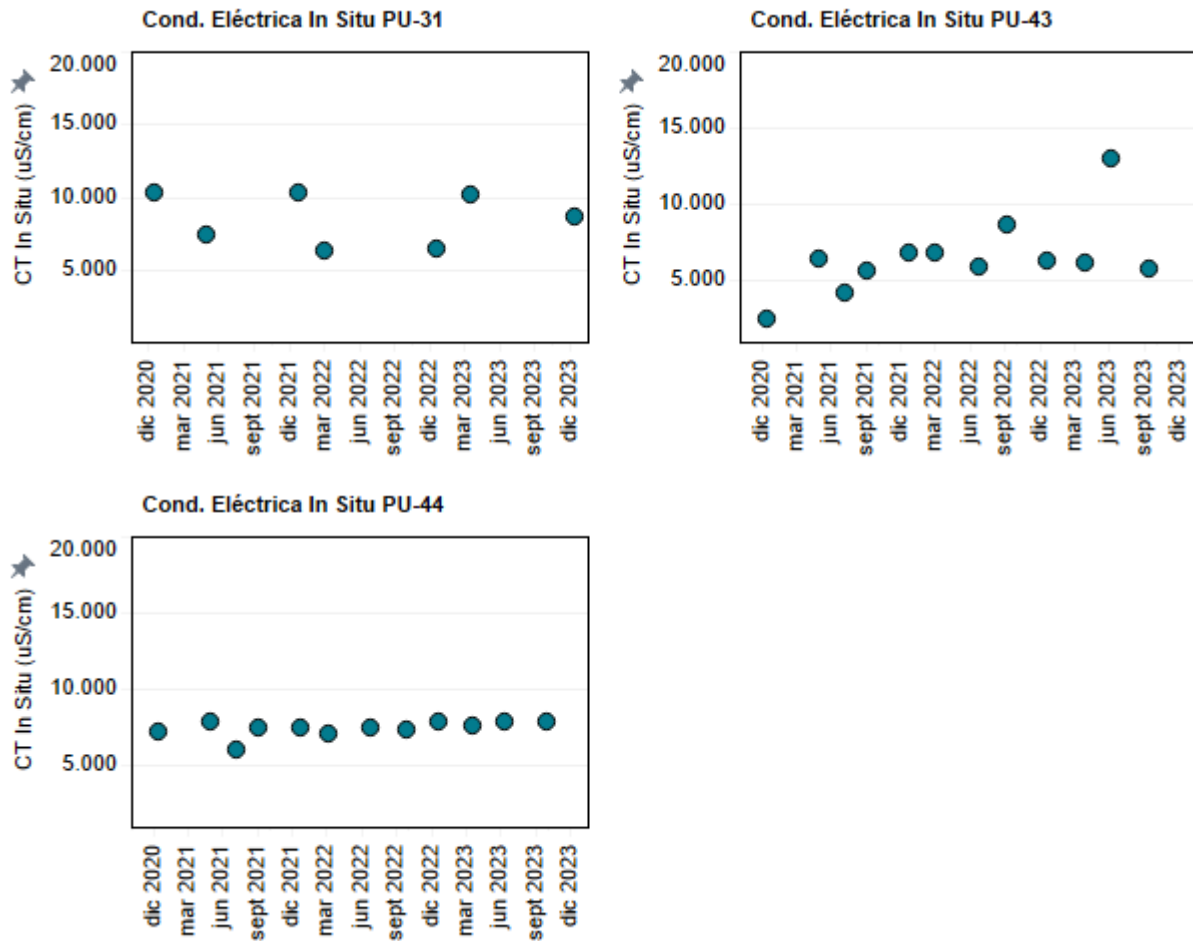 Cond. Eléctrica In Situ PU-31
CT In Situ (uS/cm)
20.000
15.000
10.000
5.000
dic 2020
mar 2021
jun 2021
sept 2021
dic 2021
mar 2022
jun 2022
sept 2022
dic 2022
mar 2023
jun 2023
sept 2023
dic 2023
Cond. Eléctrica In Situ PU-43
CT In Situ (uS/cm)
20.000
15.000
10.000
5.000
dic 2020
mar 2021
jun 2021
sept 2021
dic 2021
mar 2022
jun 2022
sept 2022
dic 2022
mar 2023
jun 2023
sept 2023
dic 2023
Cond. Eléctrica In Situ PU-44
CT In Situ (uS/cm)
20.000
15.000
10.000
5.000
dic 2020
mar 2021
jun 2021
sept 2021
dic 2021
mar 2022
jun 2022
sept 2022
dic 2022
mar 2023
jun 2023
sept 2023
dic 2023